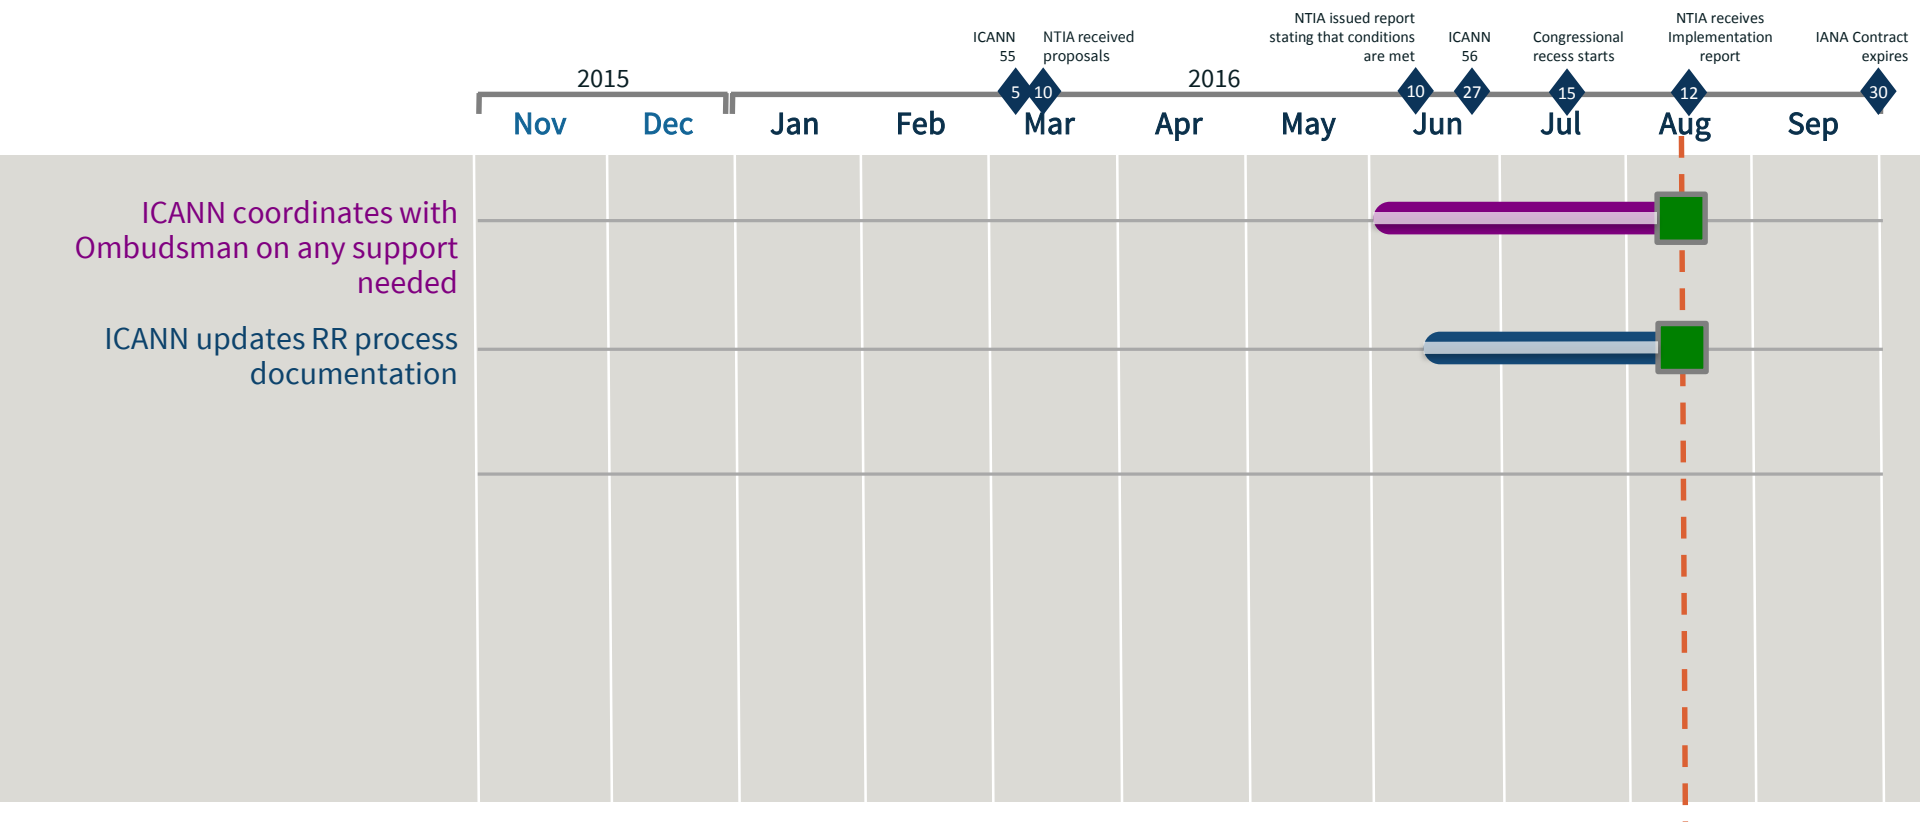 NTIA issued report
stating that conditions
are met
NTIA receives
Implementation
report
ICANN
55
NTIA received
proposals
ICANN
56
Congressional
recess starts
IANA Contract
expires
2015
2016
5
10
10
27
15
12
30
Nov
Dec
Jan
Feb
Mar
Apr
May
Jun
Jul
Aug
Sep
ICANN coordinates with
Ombudsman on any support
needed
ICANN updates RR process
documentation